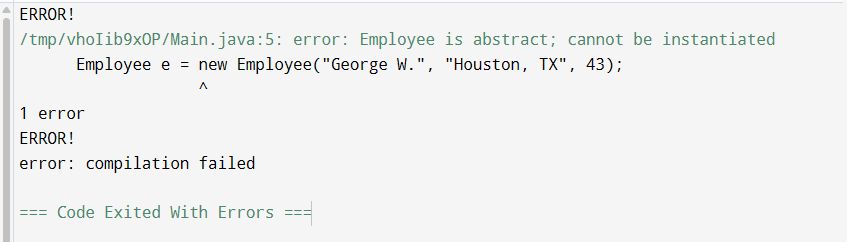 ERROR!
/tmp/vhoIib9xOP/Main.java:5: error: Employee is abstract; cannot be instantiated
      Employee e = new Employee("George W.", "Houston, TX", 43);
                   ^
1 error
ERROR!
error: compilation failed

=== Code Exited With Errors ===